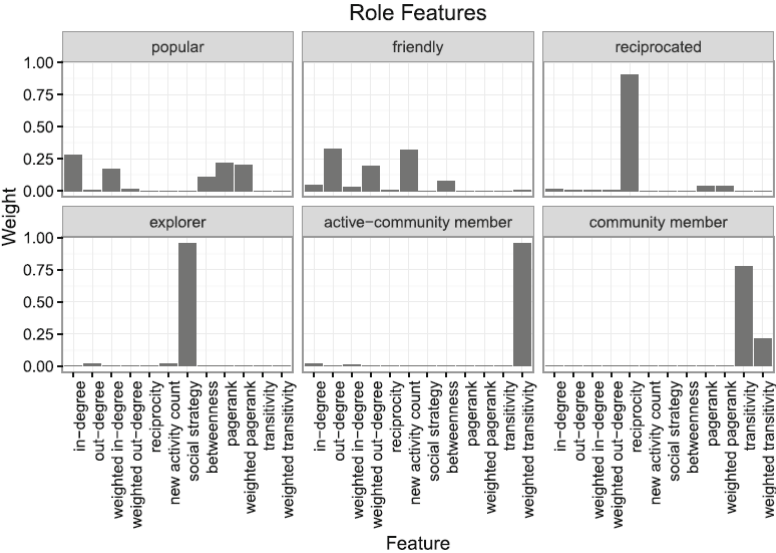 Role Features
popular friendly reciprocated
1.00
0.75
0.50
0.25
0.00
Weight
explorer active−community member community member
1.00
0.75
0.50
0.25
0.00
in−degree
out−degree
weighted in−degree
weighted out−degree
reciprocity
new activity count
social strategy
betweenness
pagerank
weighted pagerank
transitivity
weighted transitivity
in−degree
out−degree
weighted in−degree
weighted out−degree
reciprocity
new activity count
social strategy
betweenness
pagerank
weighted pagerank
transitivity
weighted transitivity
in−degree
out−degree
weighted in−degree
weighted out−degree
reciprocity
new activity count
social strategy
betweenness
pagerank
weighted pagerank
transitivity
weighted transitivity
Feature